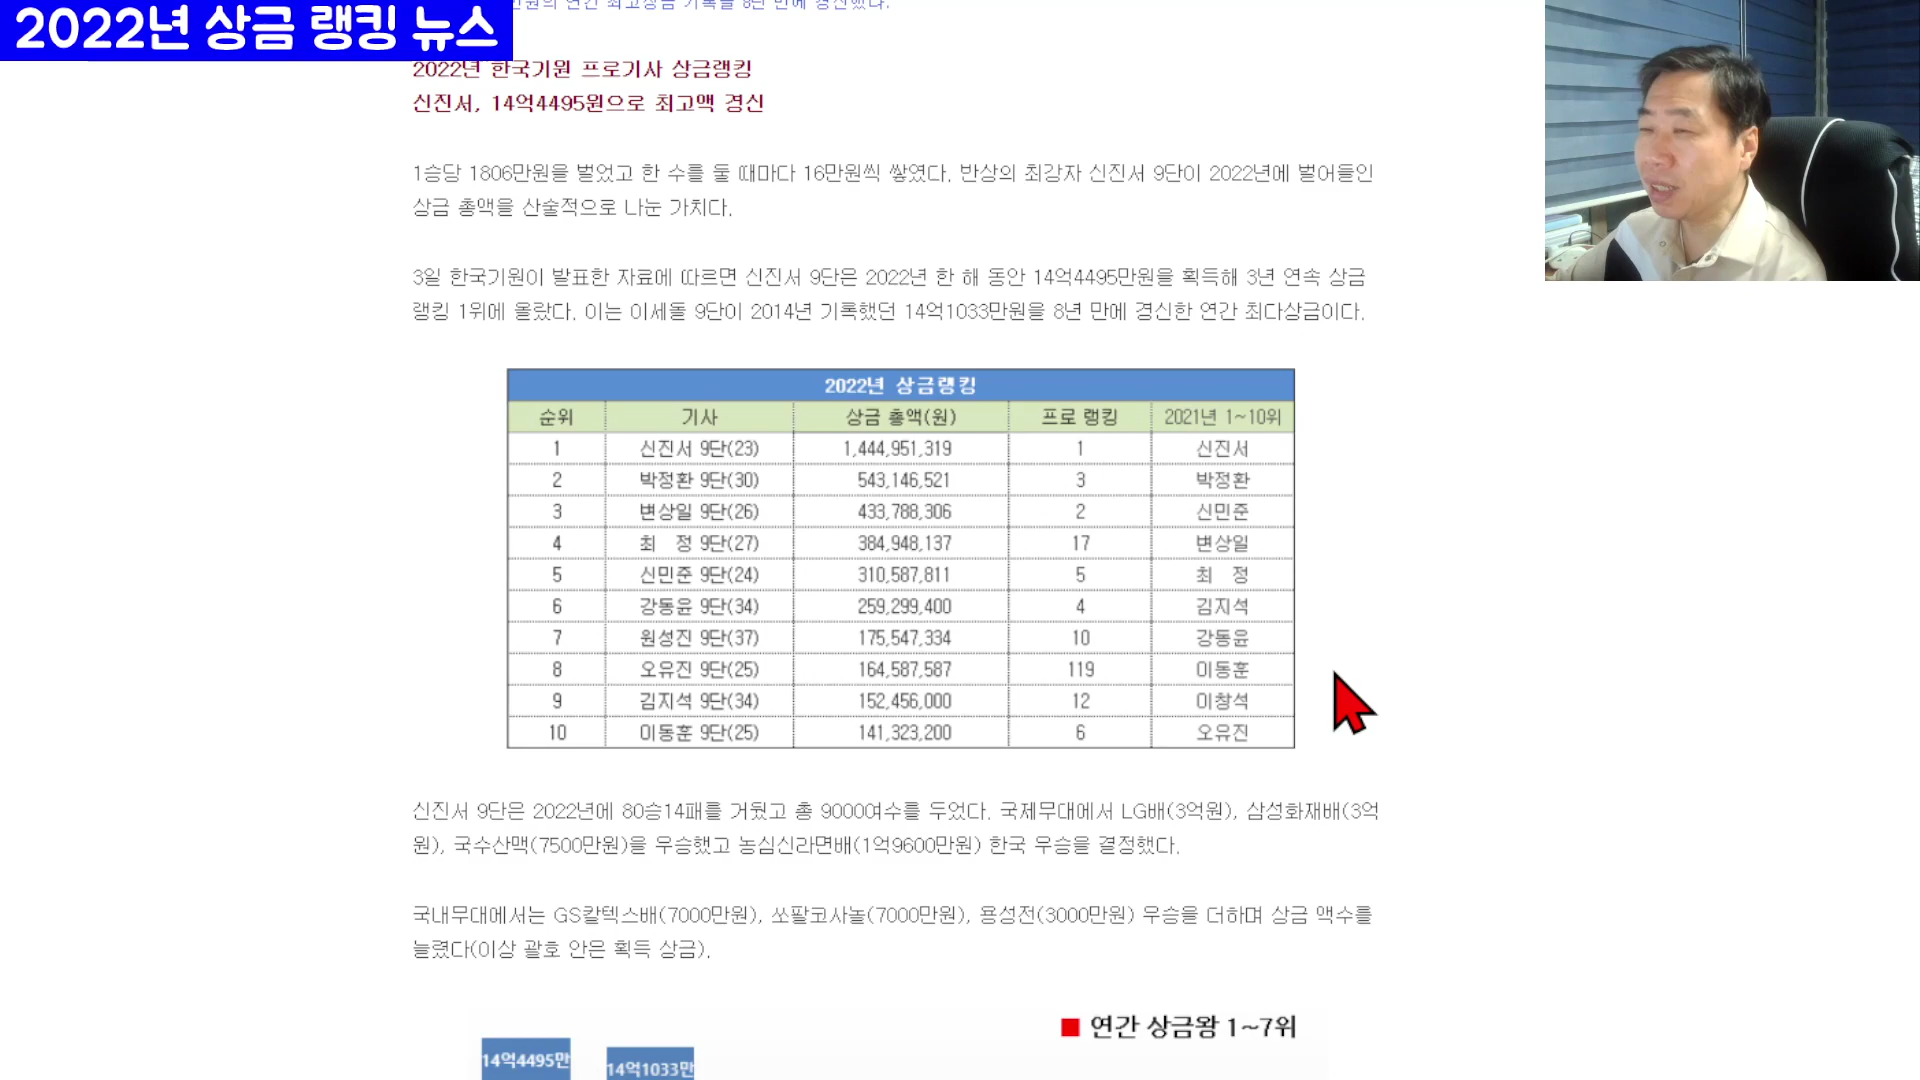 2022년 상금 랭킹 뉴스
만원의 연간 최고상금 기록을 8년 만에 경신했다.
2022년 한국기원 프로기사 상금랭킹
신진서, 14억4495원으로 최고액 경신
1승당 1806만원을 벌었고 한 수를 둘 때마다 16만원씩 쌓였다. 반상의 최강자 신진서 9단이 2022년에 벌어들인
상금 총액을 산술적으로 나눈 가치다.
3일 한국기원이 발표한 자료에 따르면 신진서 9단은 2022년 한 해 동안 14억4495만원을 획득해 3년 연속 상금
랭킹 1위에 올랐다. 이는 이세돌 9단이 2014년 기록했던 14억1033만원을 8년 만에 경신한 연간 최다상금이다.
2022년 상금랭킹
순위 기사 상금 총액(원) 프로 랭킹 2021년 1~10위
1 신진서 9단(23) 1,444,951,319 1 신진서
2 박정환 9단(30) 543,146,521 3 박정환
3 변상일 9단(26) 433,788,306 2 신민준
4 최 정 9단(27) 384,948,137 17 변상일
5 신민준 9단(24) 310,587,811 5 최 정
6 강동윤 9단(34) 259,299,400 4 김지석
7 원성진 9단(37) 175,547,334 10 강동윤
8 오유진 9단(25) 164,587,587 119 이동훈
9 김지석 9단(34) 152,456,000 12 이창석
10 이동훈 9단(25) 141,323,200 6 오유진
신진서 9단은 2022년에 80승14패를 거뒀고 총 9000여수를 두었다. 국제무대에서 LG배(3억원), 삼성화재배(3억
원), 국수산맥(7500만원)을 우승했고 농심신라면배(1억9600만원) 한국 우승을 결정했다.
국내무대에서는 GS칼텍스배(7000만원), 쏘팔코사놀(7000만원), 용성전(3000만원) 우승을 더하며 상금 액수를
늘렸다(이상 괄호 안은 획득 상금).
■ 연간 상금왕 1~7위
14억4495만
14억1033만